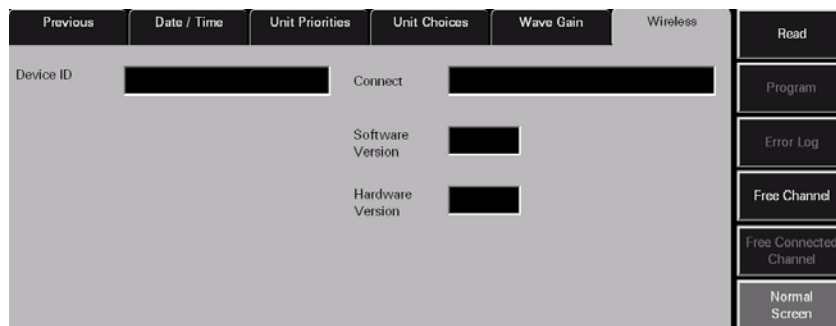 Previous
Date / Time
Unit Priorities
Unit Choices
Wave Gain
Wireless
Device ID
Connect
Software
Version
Hardware
Version
Read
Program
Error Log
Free Channel
Free Connected
Channel
Normal
Screen